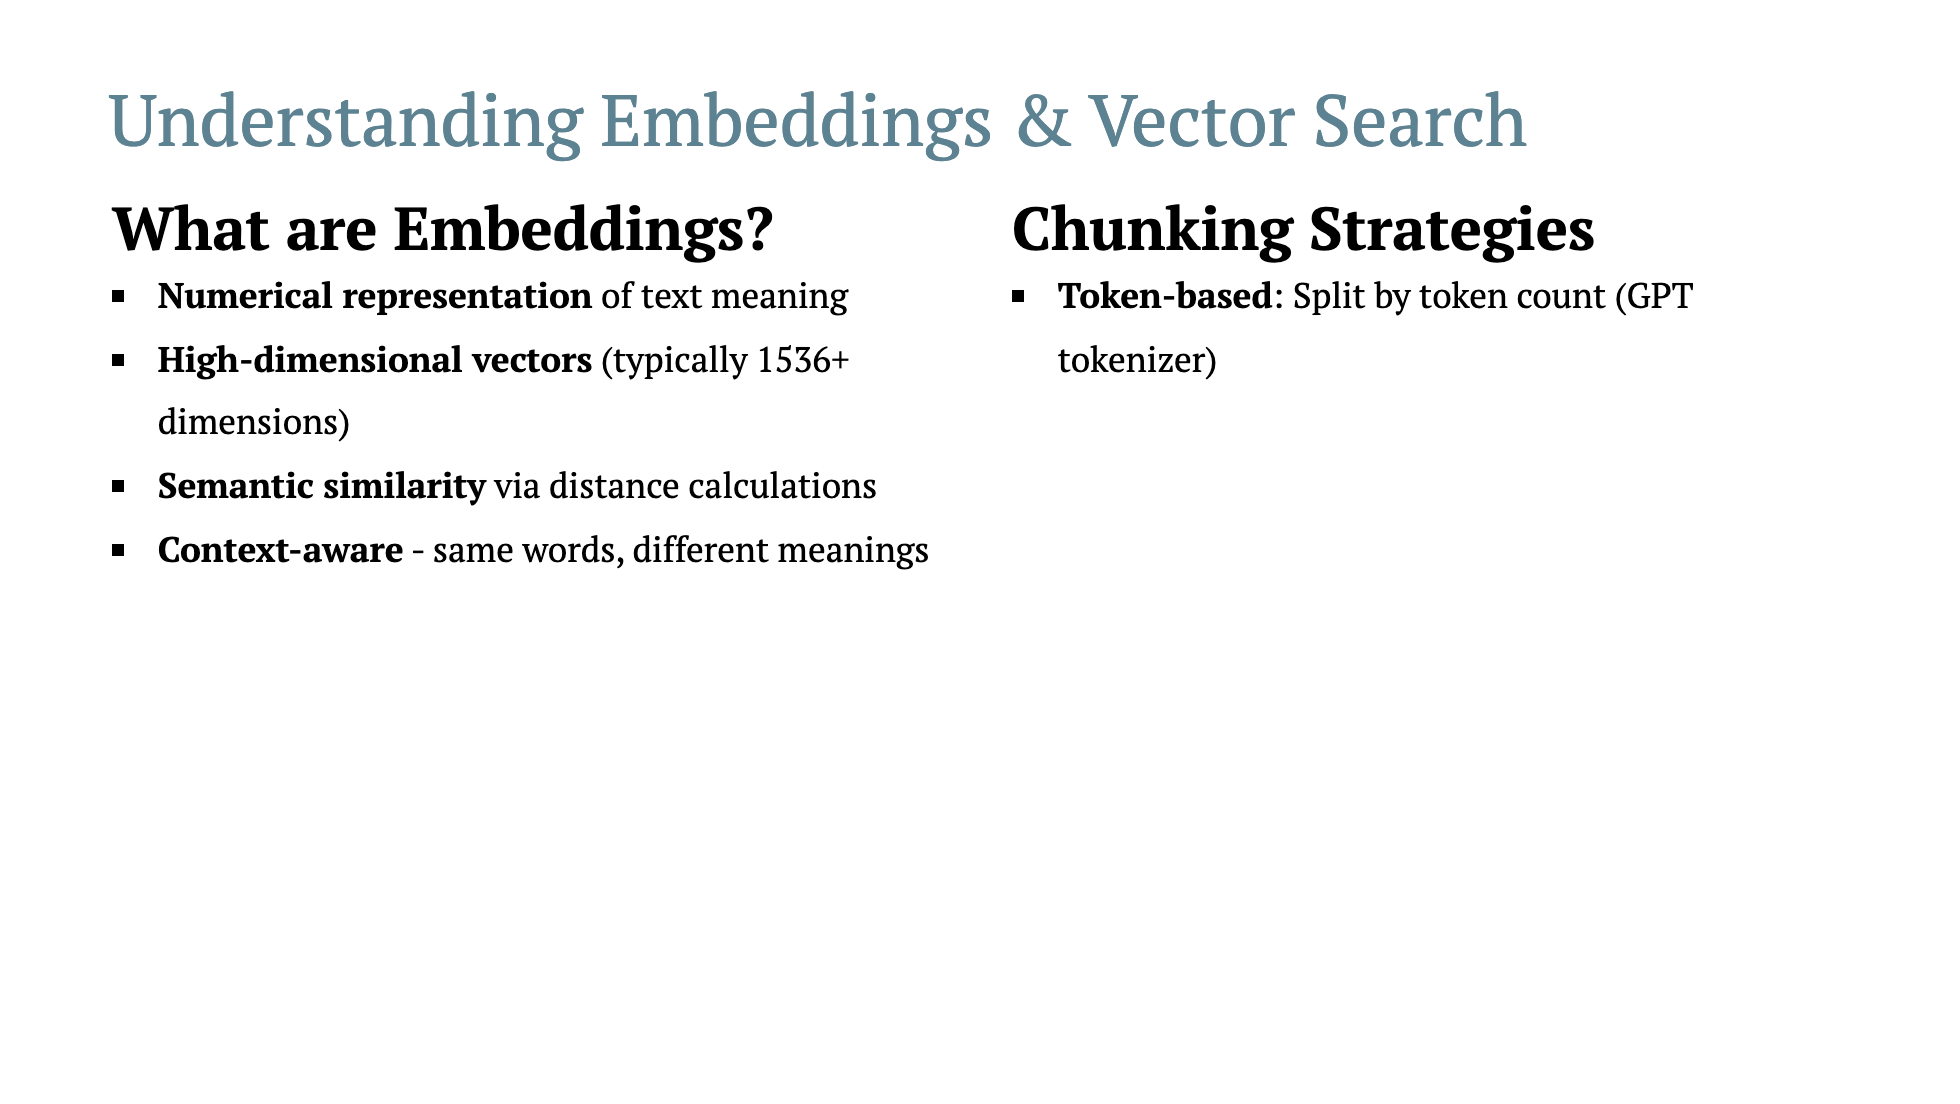 Understanding Embeddings & Vector Search
What are Embeddings?
▪ Numerical representation of text meaning
▪ High-dimensional vectors (typically 1536+
dimensions)
▪ Semantic similarity via distance calculations
▪ Context-aware - same words, different meanings
Chunking Strategies
▪ Token-based: Split by token count (GPT
tokenizer)